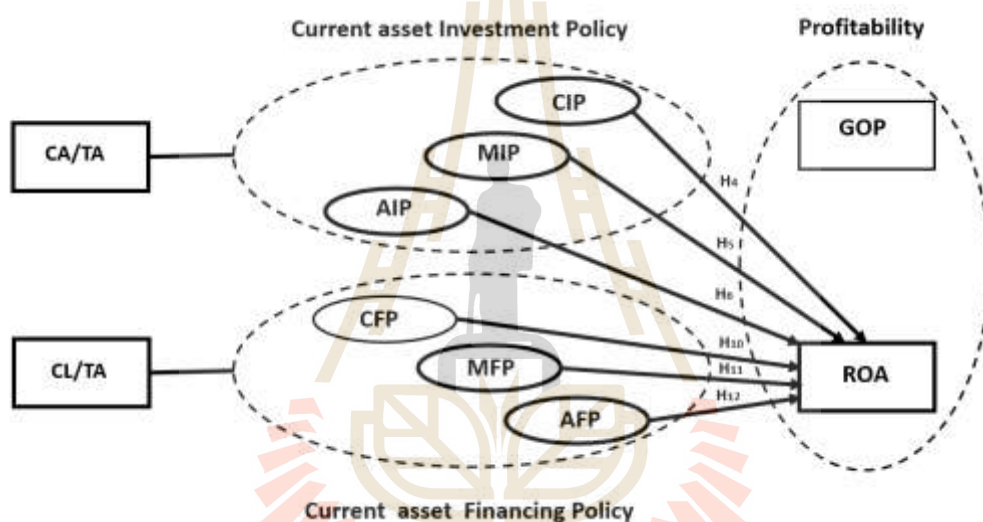 Current asset Investment Policy
Profitability
CIP
GOP
CA/TA
MIP
H4
AIP
H5
H6
CFP
H10
MFP
H11
CL/TA
ROA
H12
AFP
Current asset Financing Policy